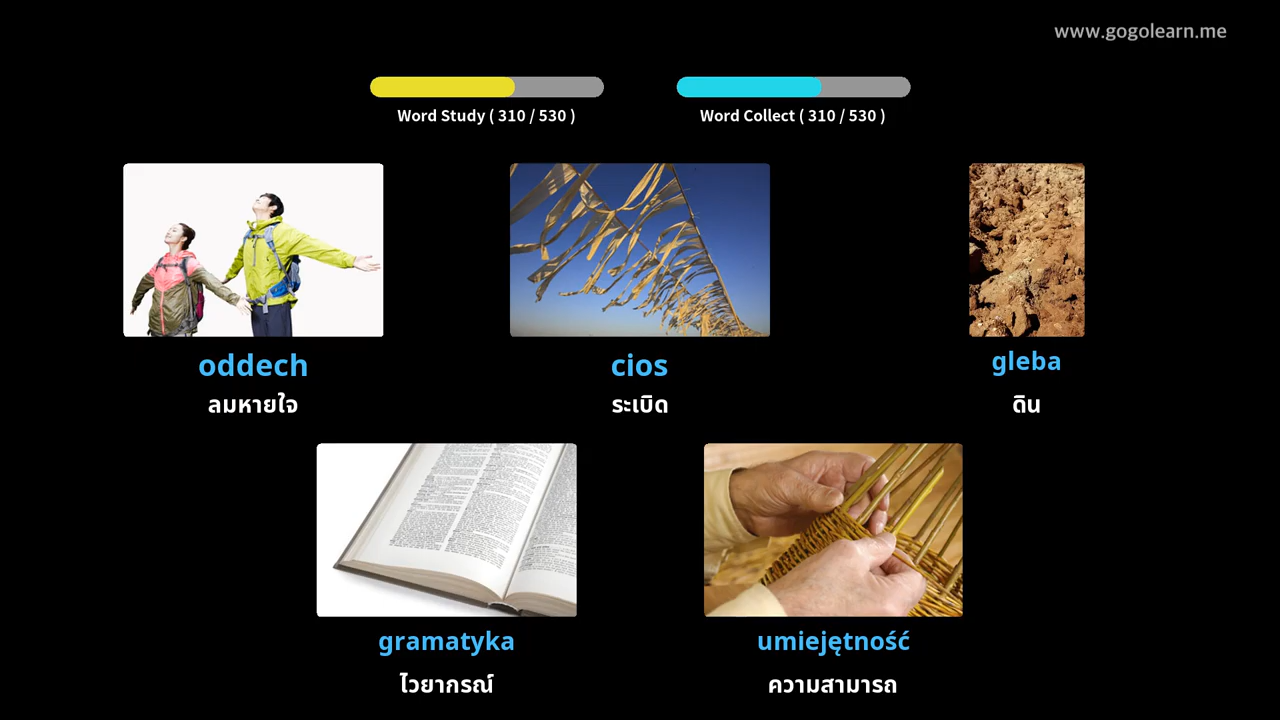 www.gogolearn.me
Word Study ( 310 / 530 )
Word Collect ( 310 / 530 )
oddech
ลมหายใจ
cios
ระเบิด
gleba
ดิน
gramatyka
ไวยากรณ์
umiejętność
ความสามารถ